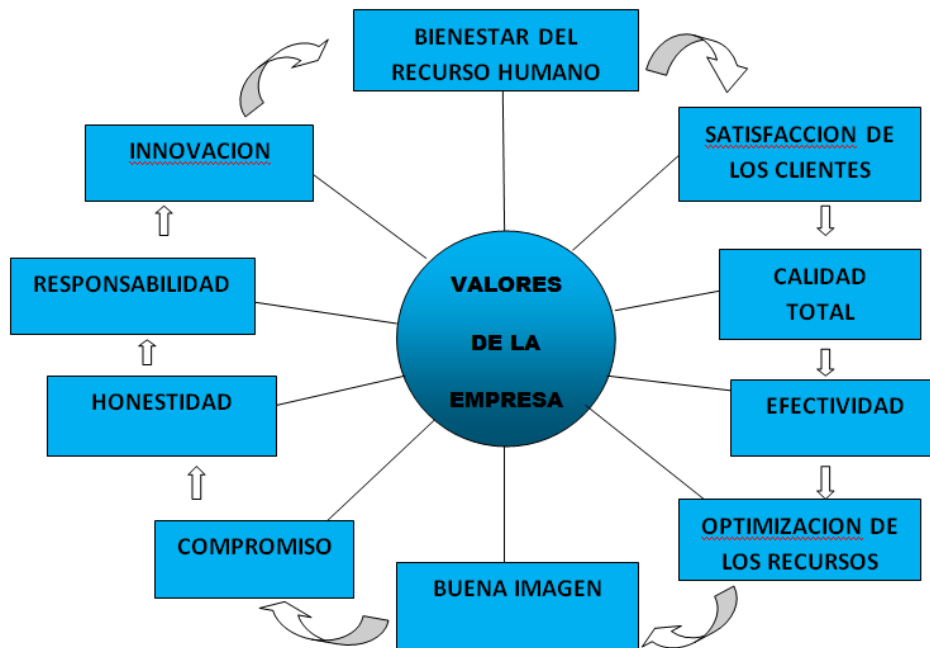 BIENESTAR DEL
RECURSO HUMANO
SATISFACCION DE
LOS CLIENTES
CALIDAD
TOTAL
EFECTIVIDAD
OPTIMIZACION DE
LOS RECURSOS
BUENA IMAGEN
COMPROMISO
HONESTIDAD
RESPONSABILIDAD
INNOVACION
VALORES
DE LA
EMPRESA